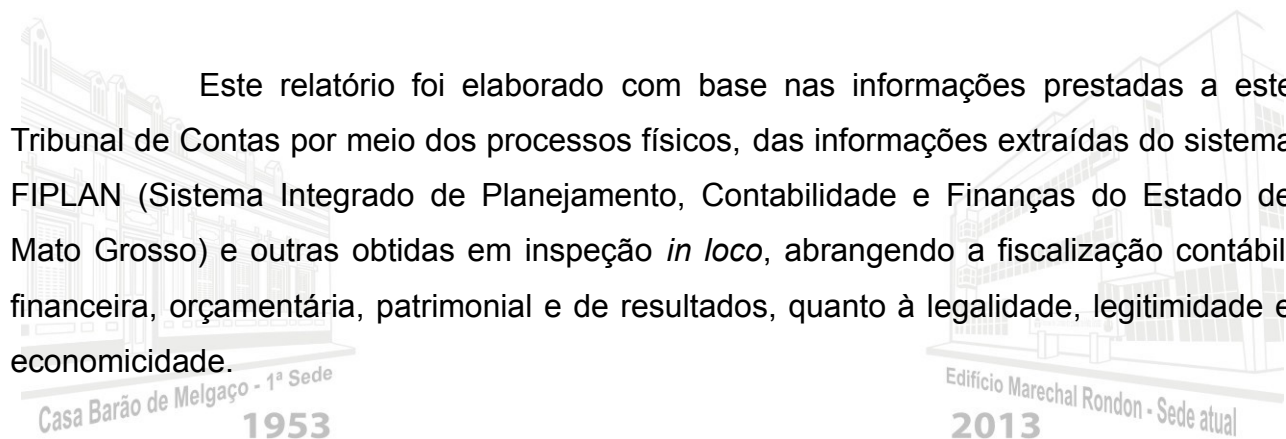 Este relatório foi elaborado com base nas informações prestadas a este
Tribunal de Contas por meio dos processos físicos, das informações extraídas do sistema
FIPLAN (Sistema Integrado de Planejamento, Contabilidade e Finanças do Estado de
Mato Grosso) e outras obtidas em inspeção in loco, abrangendo a fiscalização contábil
financeira, orçamentária, patrimonial e de resultados, quanto à legalidade, legitimidade e
economicidade.
Casa Barão de Melgaço - 1ª Sede
1953
Edifício Marechal Rondon - Sede atual
2013